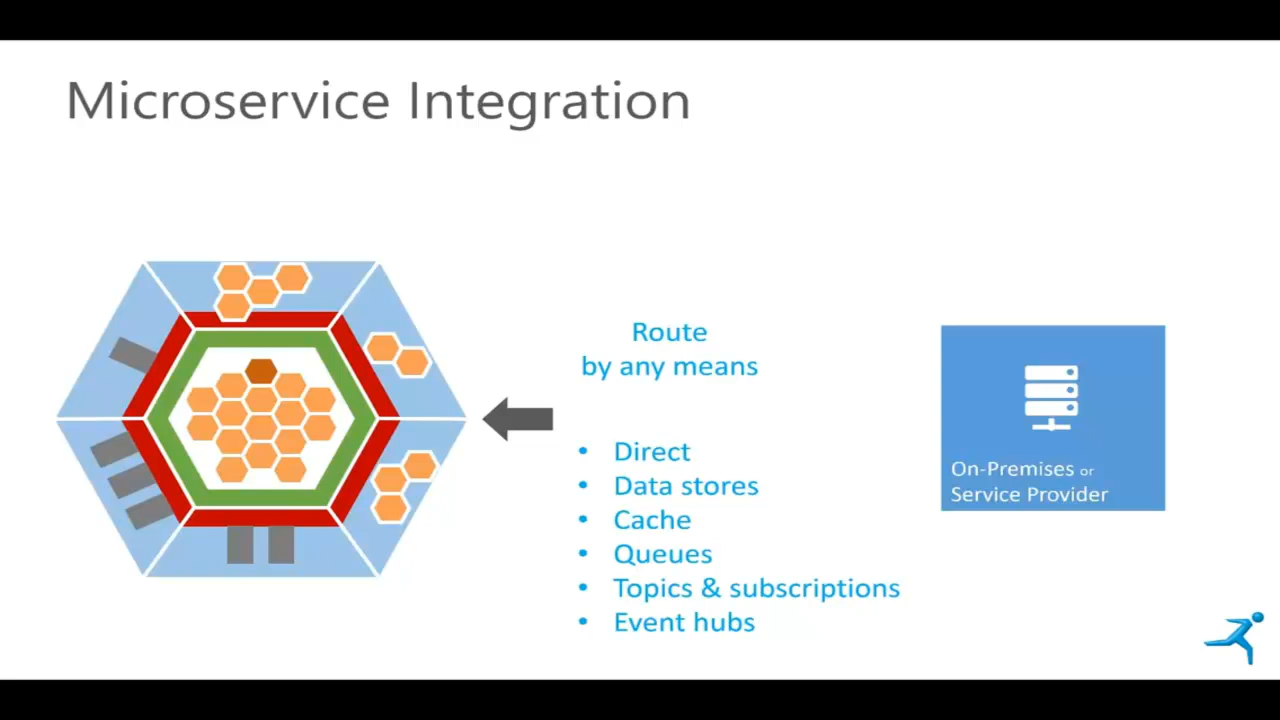 Microservice Integration
Route
by any means
• Direct
• Data stores
• Cache
• Queues
• Topics & subscriptions
• Event hubs
On-Premises or
Service Provider